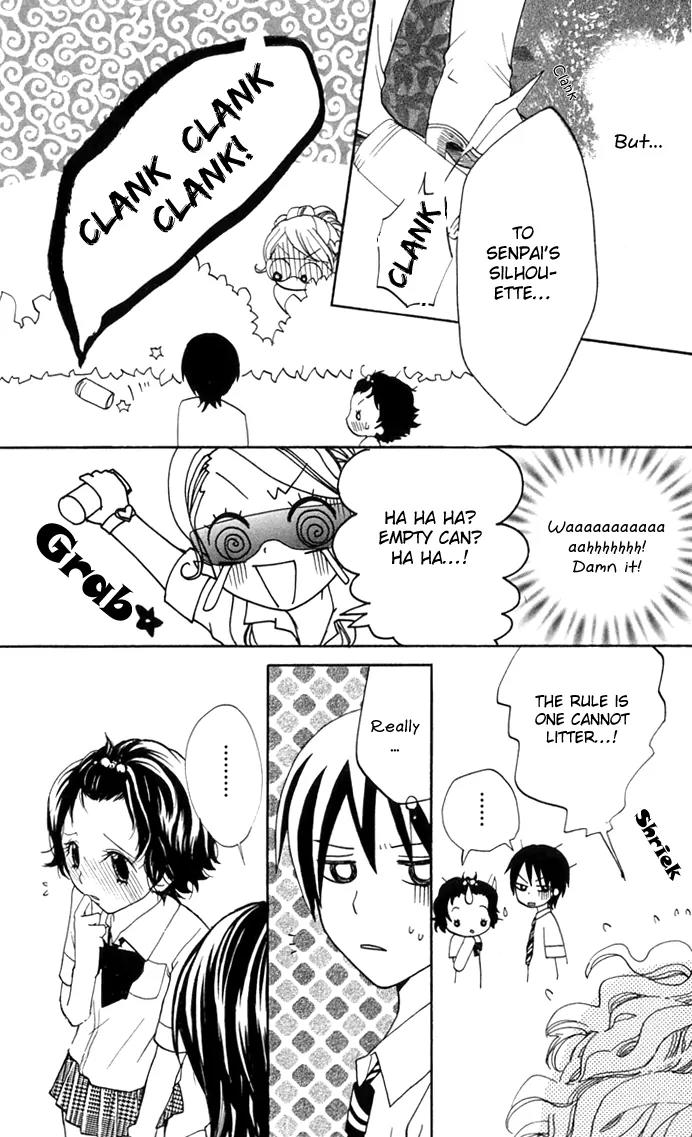 But...
Clank
TO
SENPAI'S
SILHOU-
ETTE...
CLANK
CLANK CLANK
CLANK!
Waaaaaaaaaaa
aahhhhhhh!
Damn it!
HA HA HA?
EMPTY CAN?
HA HA...!
Grab
THE RULE IS
ONE CANNOT
LITTER...!
Shriek
.......
Really
...
........